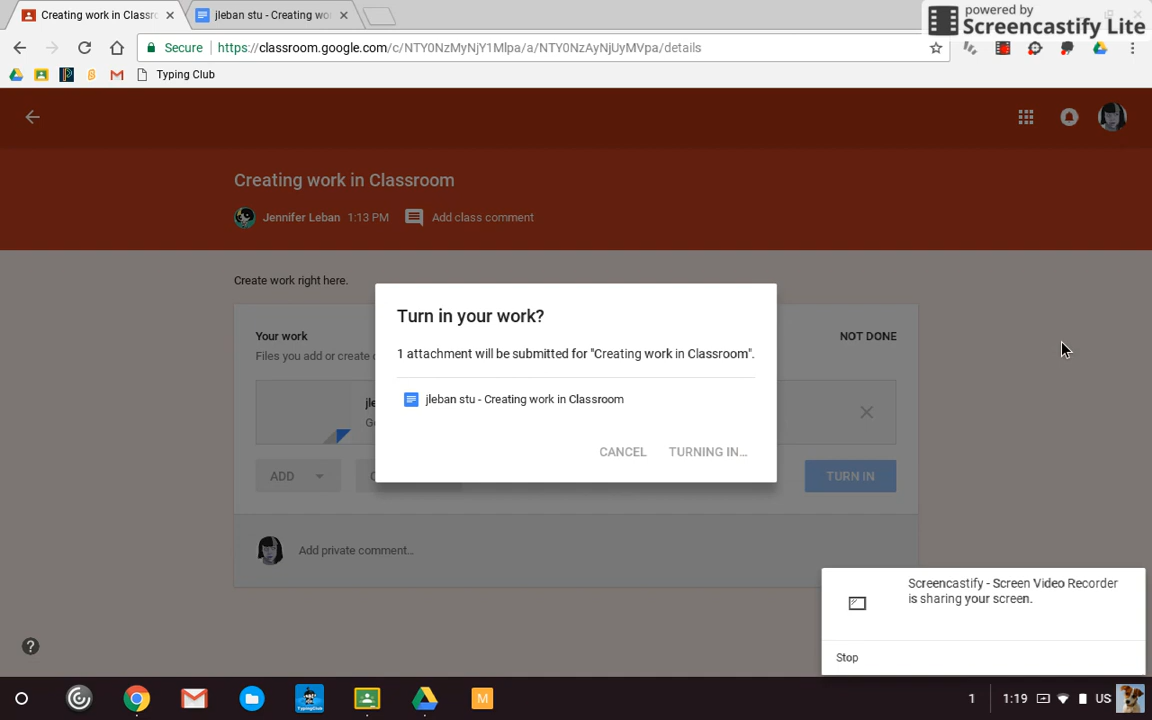 Creating work in Classro
jleban stu - Creating wo
powered by
Screencastify Lite
Secure
https://classroom.google.com/c/NTY0NzMyNjY1Mlpa/a/NTY0NzAyNjUyMVpa/details
Typing Club
Creating work in Classroom
Jennifer Leban 1:13 PM Add class comment
Create work right here.
Your work
NOT DONE
Files you add or create
Turn in your work?
1 attachment will be submitted for "Creating work in Classroom".
jleban stu - Creating work in Classroom
CANCEL TURNING IN...
ADD
TURN IN
Add private comment...
Screencastify - Screen Video Recorder
is sharing your screen.
Stop
?
TypingClub
M
1
1:19
US